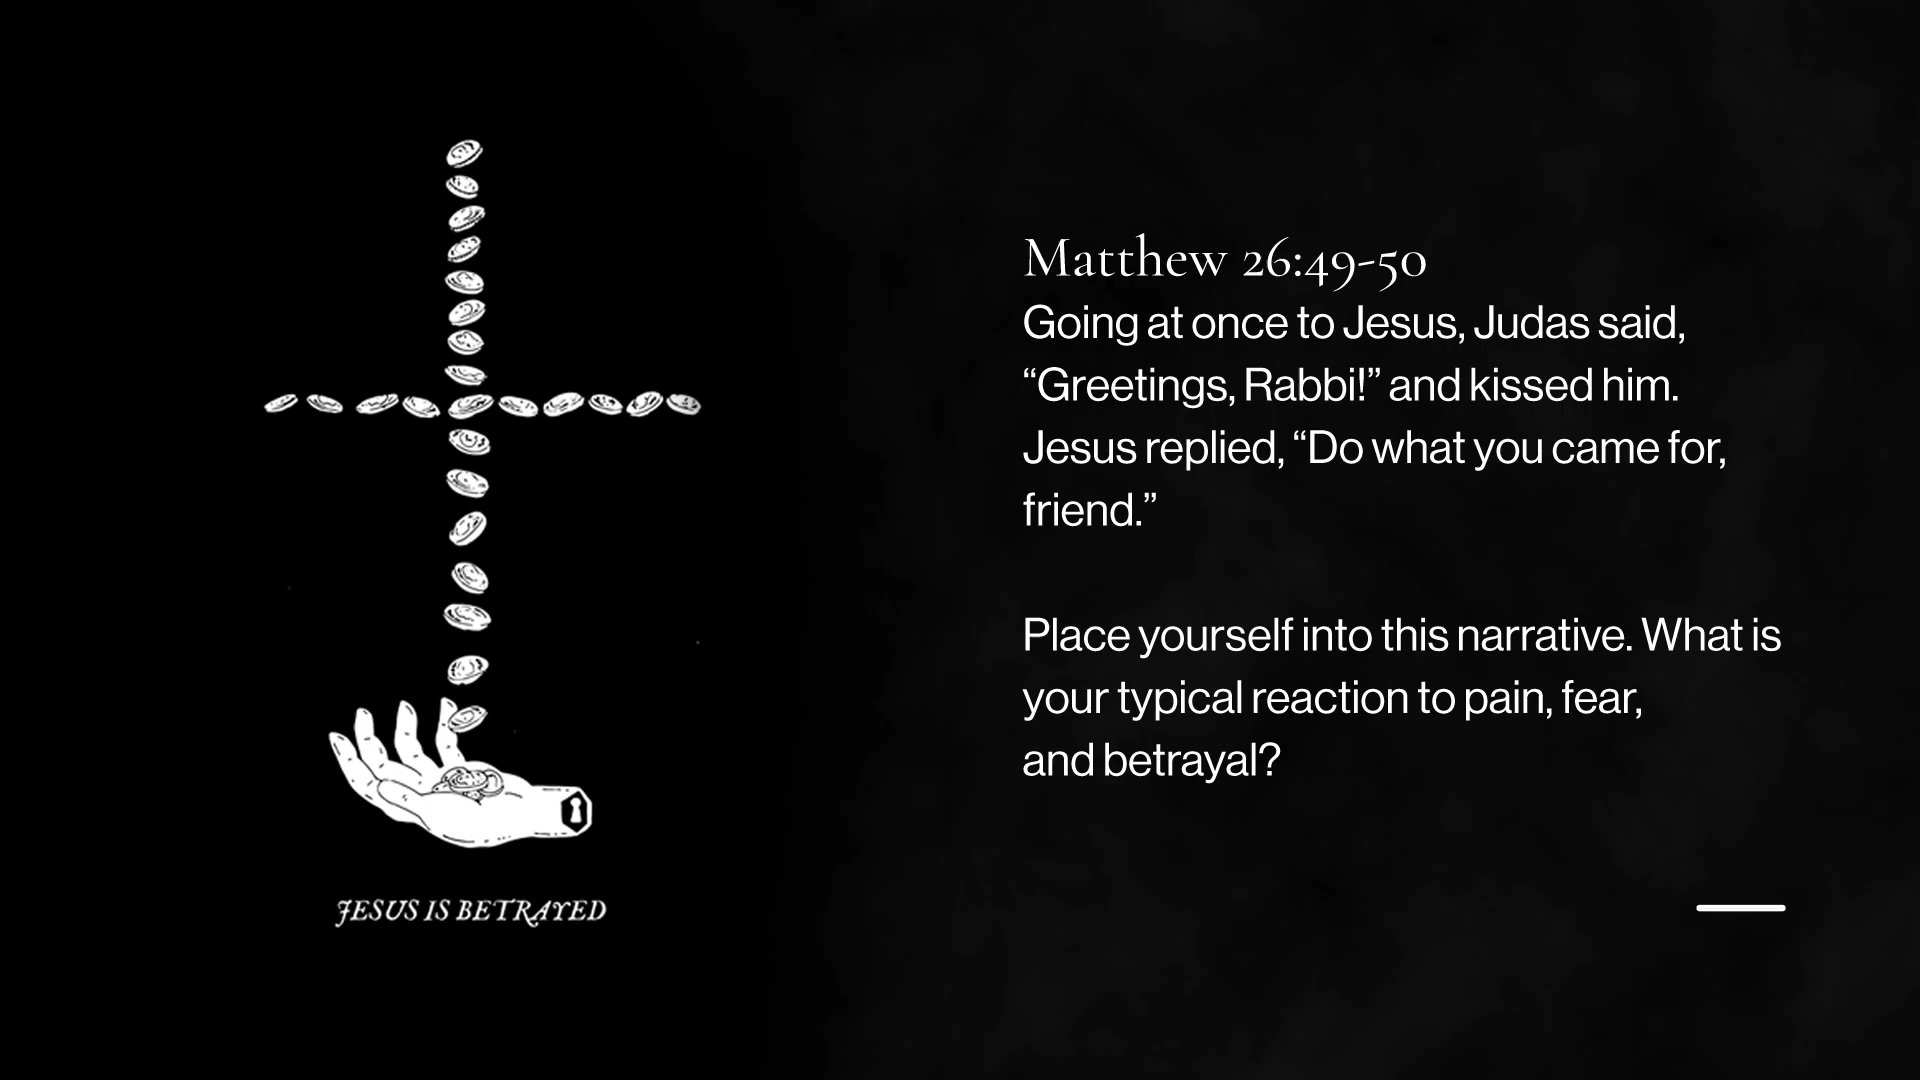 Matthew 26:49-50
Going at once to Jesus, Judas said,
“Greetings, Rabbi!” and kissed him.
Jesus replied, “Do what you came for,
friend.”
Place yourself into this narrative. What is
your typical reaction to pain, fear,
and betrayal?
JESUS IS BETRAYED